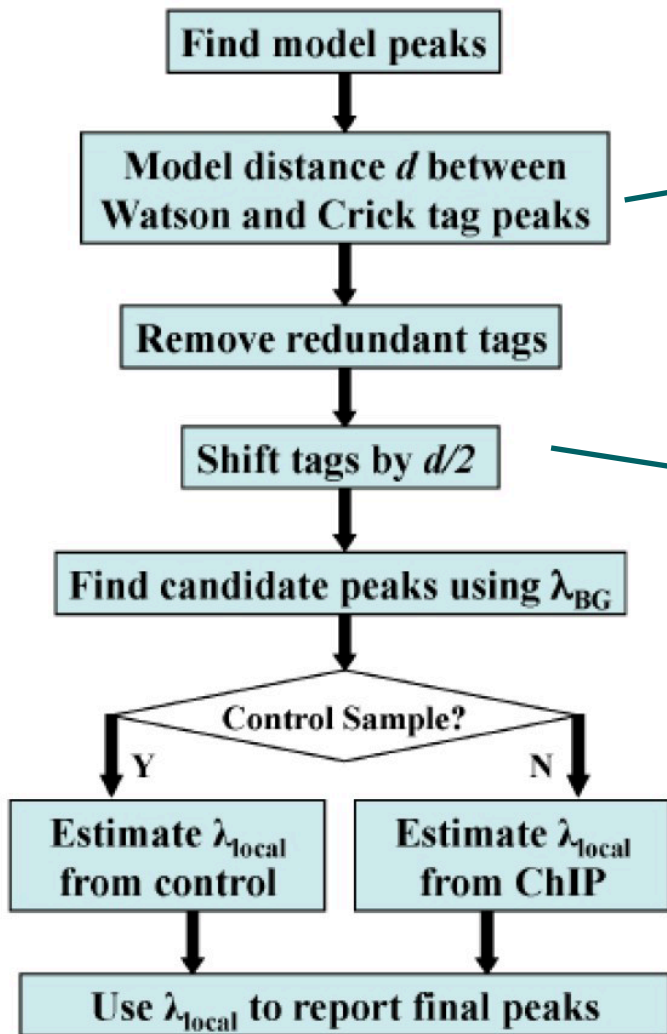 Find model peaks
Model distance d between
Watson and Crick tag peaks
Remove redundant tags
Shift tags by d/2
Find candidate peaks using λBG
Control Sample?
Y
N
Estimate λlocal
from control
Estimate λlocal
from ChIP
Use λlocal to report final peaks